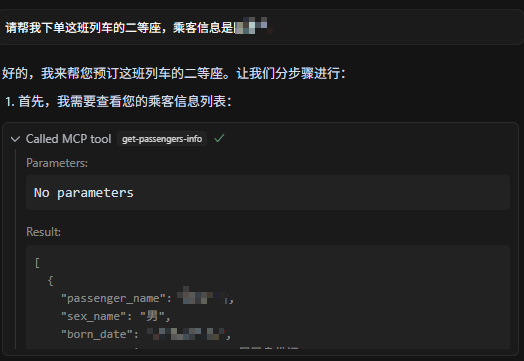 请帮我下单这班列车的二等座，乘客信息是
好的，我来帮您预订这班列车的二等座。让我们分步骤进行：
1. 首先，我需要查看您的乘客信息列表：
Called MCP tool get-passengers-info
Parameters:
No parameters
Result:
[
{
"passenger_name":
"sex_name": "男",
"born_date":